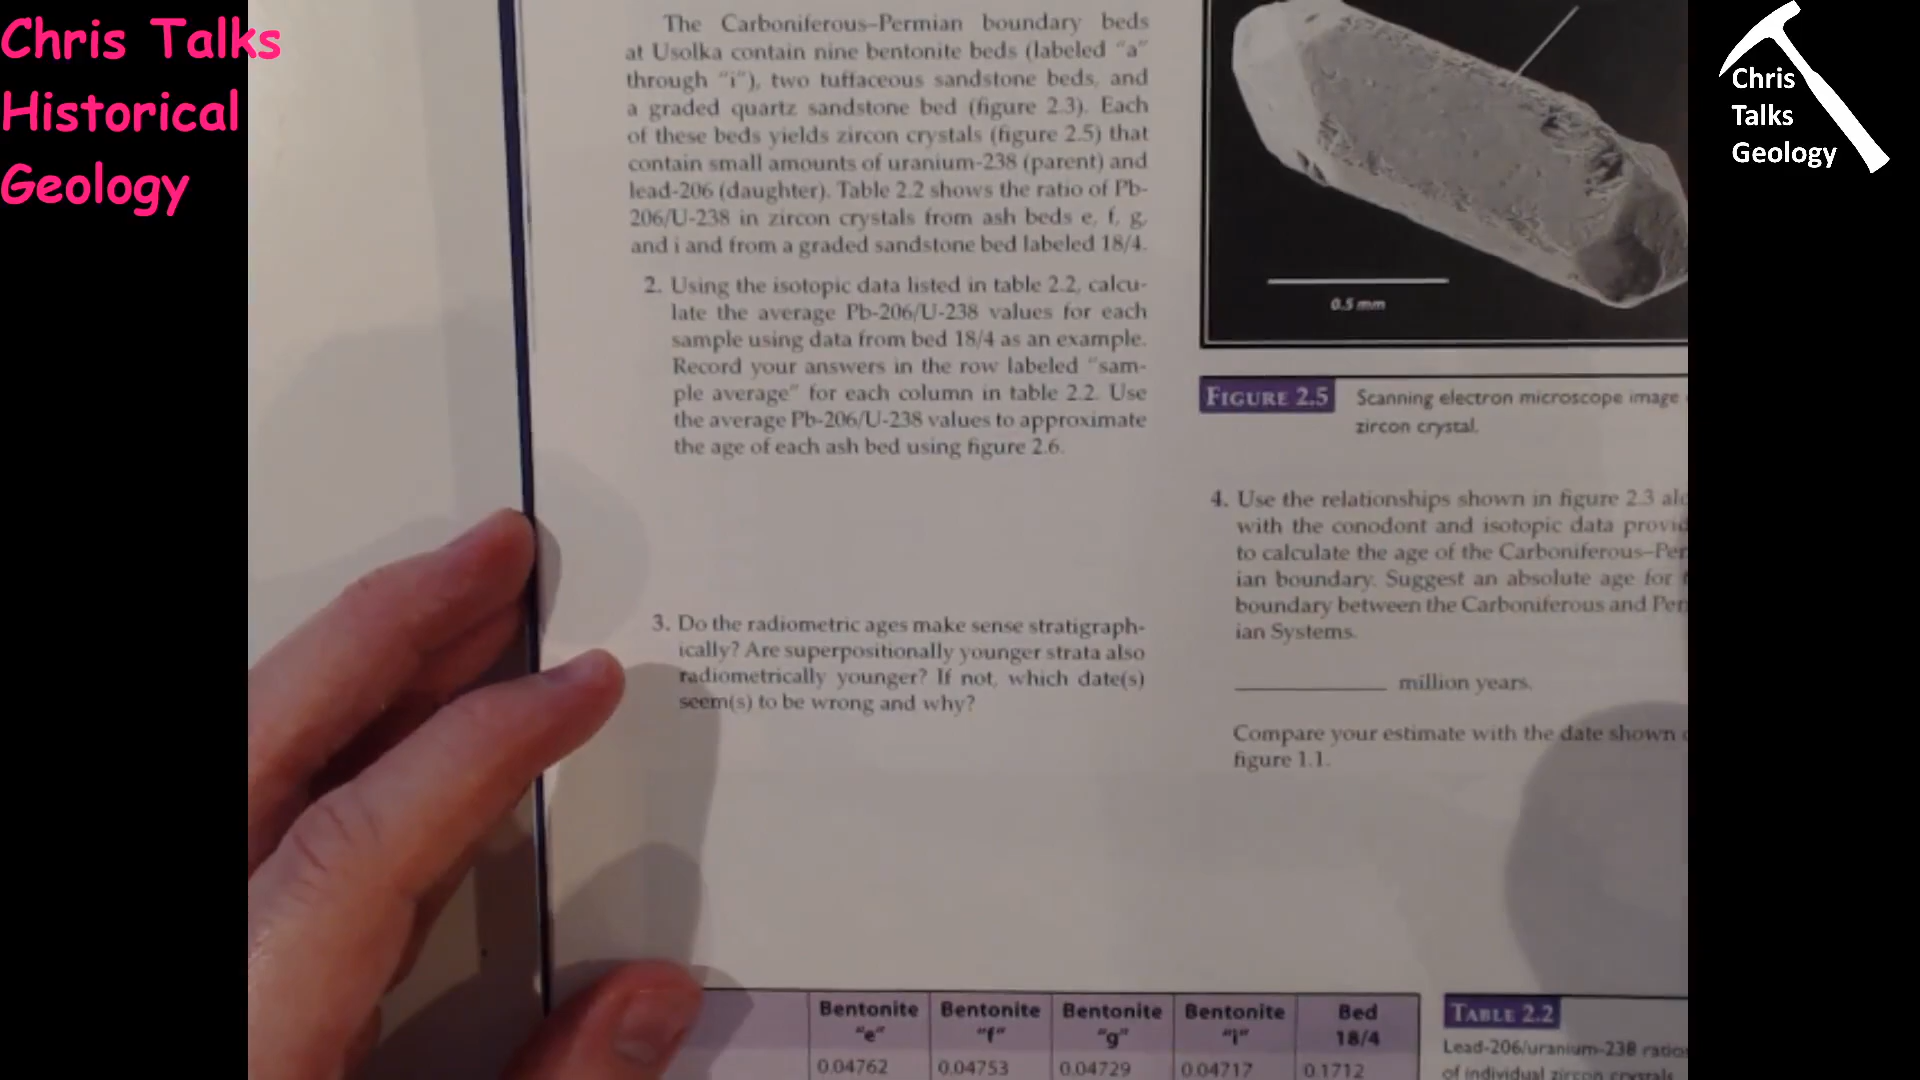 Chris Talks
Historical
Geology
Chris
Talks
Geology
The Carboniferous–Permian boundary beds
at Usolka contain nine bentonite beds (labeled "a"
through "i"), two tuffaceous sandstone beds, and
a graded quartz sandstone bed (figure 2.3). Each
of these beds yields zircon crystals (figure 2.5) that
contain small amounts of uranium-238 (parent) and
lead-206 (daughter). Table 2.2 shows the ratio of Pb-
206/U-238 in zircon crystals from ash beds e, f, g,
and i and from a graded sandstone bed labeled 18/4.
2. Using the isotopic data listed in table 2.2, calcu-
late the average Pb-206/U-238 values for each
sample using data from bed 18/4 as an example.
Record your answers in the row labeled "sam-
ple average" for each column in table 2.2. Use
the average Pb-206/U-238 values to approximate
the age of each ash bed using figure 2.6.
3. Do the radiometric ages make sense stratigraph-
ically? Are superpositionally younger strata also
radiometrically younger? If not, which date(s)
seem(s) to be wrong and why?
0.5 mm
FIGURE 2.5 Scanning electron microscope image
zircon crystal.
4. Use the relationships shown in figure 2.3
with the conodont and isotopic data
to calculate the age of the Carboniferous–
ian boundary. Suggest an absolute age for
boundary between the Carboniferous and
ian Systems.
million years.
Compare your estimate with the date shown
figure 1.1.
Bentonite "e" Bentonite "f" Bentonite "g" Bentonite "i" Bed 18/4
0.04762 0.04753 0.04729 0.04717 0.1712
TABLE 2.2
Lead-206/uranium-238
of individual zircon crystals